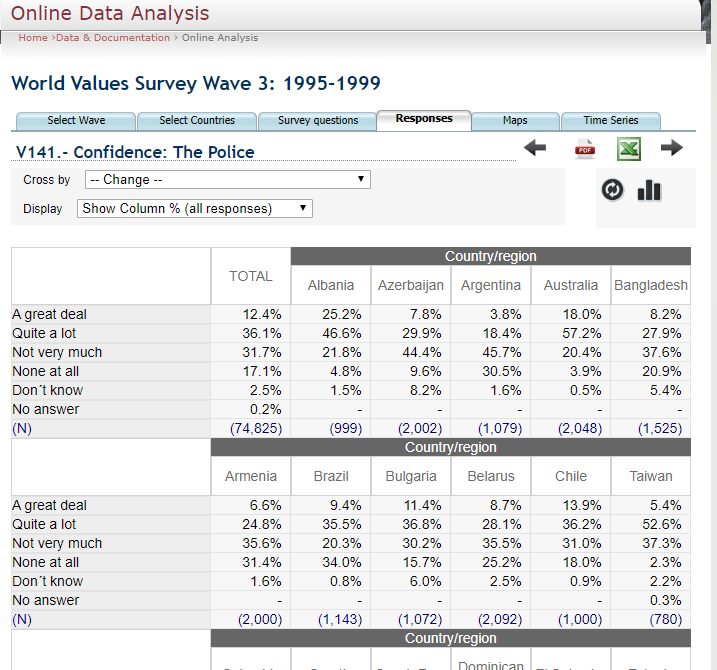 Online Data Analysis
Home ›Data & Documentation › Online Analysis
World Values Survey Wave 3: 1995-1999
Select Wave Select Countries Survey questions Responses Maps Time Series
V141.- Confidence: The Police
PDF
Cross by -- Change --
Display Show Column % (all responses)
Country/region
TOTAL Albania Azerbaijan Argentina Australia Bangladesh
A great deal 12.4% 25.2% 7.8% 3.8% 18.0% 8.2%
Quite a lot 36.1% 46.6% 29.9% 18.4% 57.2% 27.9%
Not very much 31.7% 21.8% 44.4% 45.7% 20.4% 37.6%
None at all 17.1% 4.8% 9.6% 30.5% 3.9% 20.9%
Don´t know 2.5% 1.5% 8.2% 1.6% 0.5% 5.4%
No answer 0.2% - - - - -
(N) (74,825) (999) (2,002) (1,079) (2,048) (1,525)
Country/region
Armenia Brazil Bulgaria Belarus Chile Taiwan
A great deal 6.6% 9.4% 11.4% 8.7% 13.9% 5.4%
Quite a lot 24.8% 35.5% 36.8% 28.1% 36.2% 52.6%
Not very much 35.6% 20.3% 30.2% 35.5% 31.0% 37.3%
None at all 31.4% 34.0% 15.7% 25.2% 18.0% 2.3%
Don´t know 1.6% 0.8% 6.0% 2.5% 0.9% 2.2%
No answer - - - - - 0.3%
(N) (2,000) (1,143) (1,072) (2,092) (1,000) (780)
Country/region
Dominican